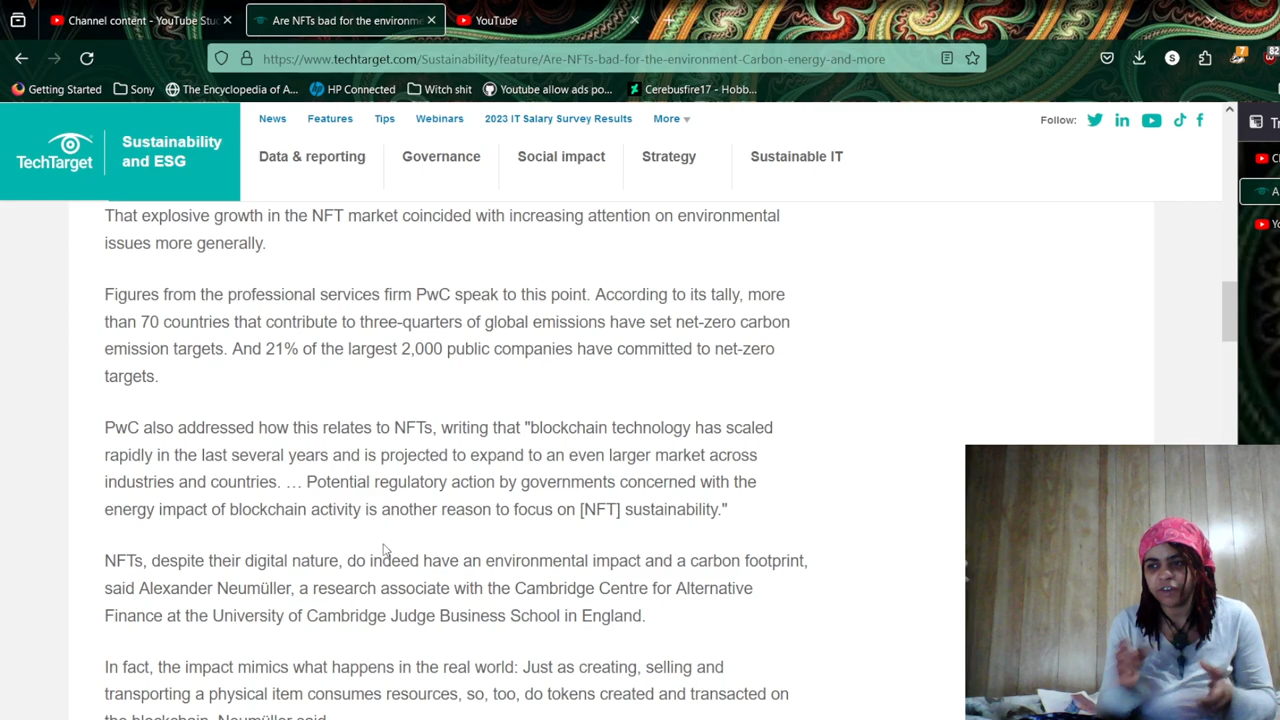 Channel content - YouTube Stu
Are NFTs bad for the environme
YouTube
https://www.techtarget.com/Sustainability/feature/Are-NFTs-bad-for-the-environment-Carbon-energy-and-more
S
7
82
Getting Started
Sony
The Encyclopedia of A...
HP Connected
Witch shit
Youtube allow ads po...
Cerebusfire17 - Hobb...
TechTarget
Sustainability
and ESG
News
Features
Tips
Webinars
2023 IT Salary Survey Results
More
Follow:
Data & reporting
Governance
Social impact
Strategy
Sustainable IT
Tr
C
A
Yo
That explosive growth in the NFT market coincided with increasing attention on environmental
issues more generally.
Figures from the professional services firm PwC speak to this point. According to its tally, more
than 70 countries that contribute to three-quarters of global emissions have set net-zero carbon
emission targets. And 21% of the largest 2,000 public companies have committed to net-zero
targets.
PwC also addressed how this relates to NFTs, writing that "blockchain technology has scaled
rapidly in the last several years and is projected to expand to an even larger market across
industries and countries. … Potential regulatory action by governments concerned with the
energy impact of blockchain activity is another reason to focus on [NFT] sustainability."
NFTs, despite their digital nature, do indeed have an environmental impact and a carbon footprint,
said Alexander Neumüller, a research associate with the Cambridge Centre for Alternative
Finance at the University of Cambridge Judge Business School in England.
In fact, the impact mimics what happens in the real world: Just as creating, selling and
transporting a physical item consumes resources, so, too, do tokens created and transacted on
the blockchain, Neumüller said.